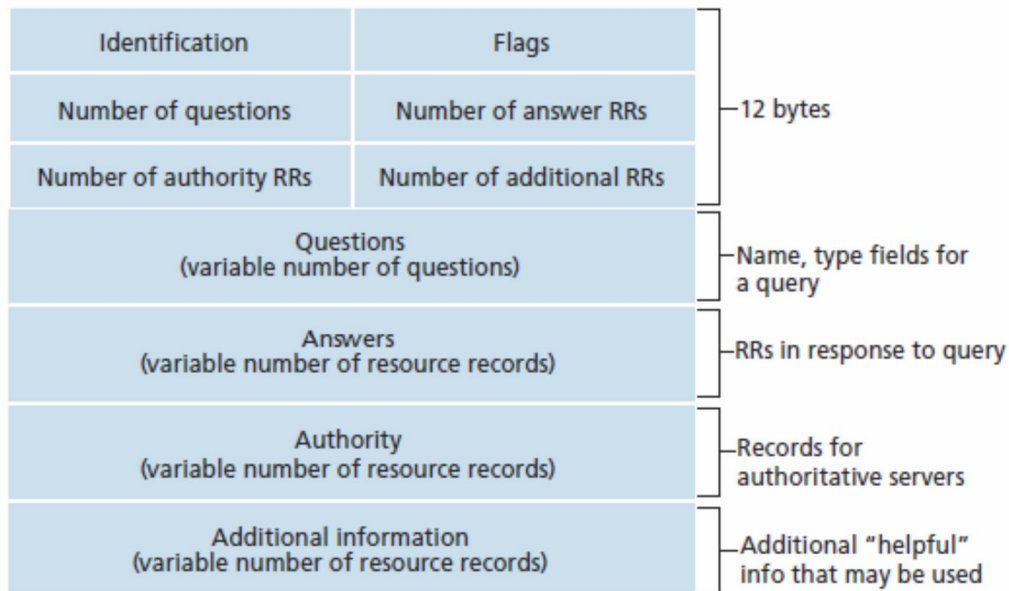 Identification
Flags
Number of questions
Number of answer RRs
12 bytes
Number of authority RRs
Number of additional RRs
Questions
(variable number of questions)
Name, type fields for
a query
Answers
(variable number of resource records)
RRs in response to query
Authority
(variable number of resource records)
Records for
authoritative servers
Additional information
(variable number of resource records)
Additional “helpful”
info that may be used